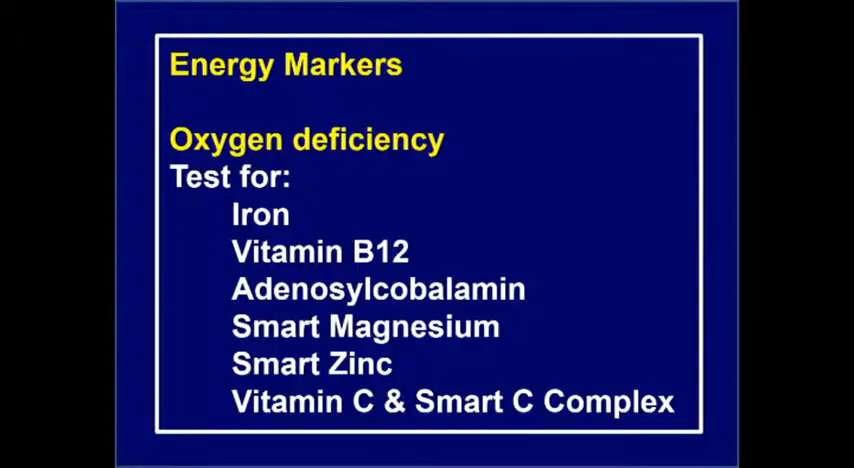 Energy Markers
Oxygen deficiency
Test for:
Iron
Vitamin B12
Adenosylcobalamin
Smart Magnesium
Smart Zinc
Vitamin C & Smart C Complex